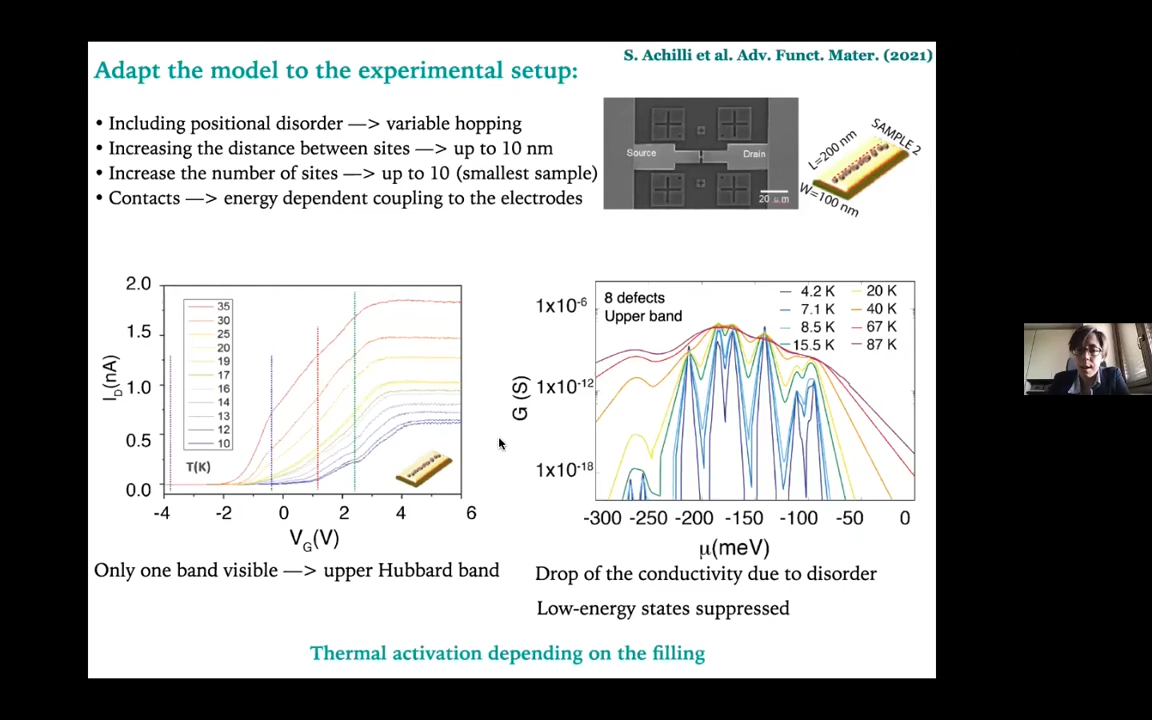 S. Achilli et al. Adv. Funct. Mater. (2021)
Adapt the model to the experimental setup:
• Including positional disorder —> variable hopping
• Increasing the distance between sites —> up to 10 nm
• Increase the number of sites —> up to 10 (smallest sample)
• Contacts —> energy dependent coupling to the electrodes
Source
Drain
20 µm
L=200 nm
SAMPLE 2
W=100 nm
2.0
1.5
1.0
0.5
0.0
I_D(nA)
35
30
25
20
19
17
16
14
13
12
10
T(K)
-4 -2 0 2 4 6
V_G(V)
8 defects
Upper band
4.2 K
7.1 K
8.5 K
15.5 K
20 K
40 K
67 K
87 K
1x10⁻⁶
1x10⁻¹²
1x10⁻¹⁸
G (S)
-300 -250 -200 -150 -100 -50 0
μ(meV)
Only one band visible —> upper Hubbard band
Drop of the conductivity due to disorder
Low-energy states suppressed
Thermal activation depending on the filling